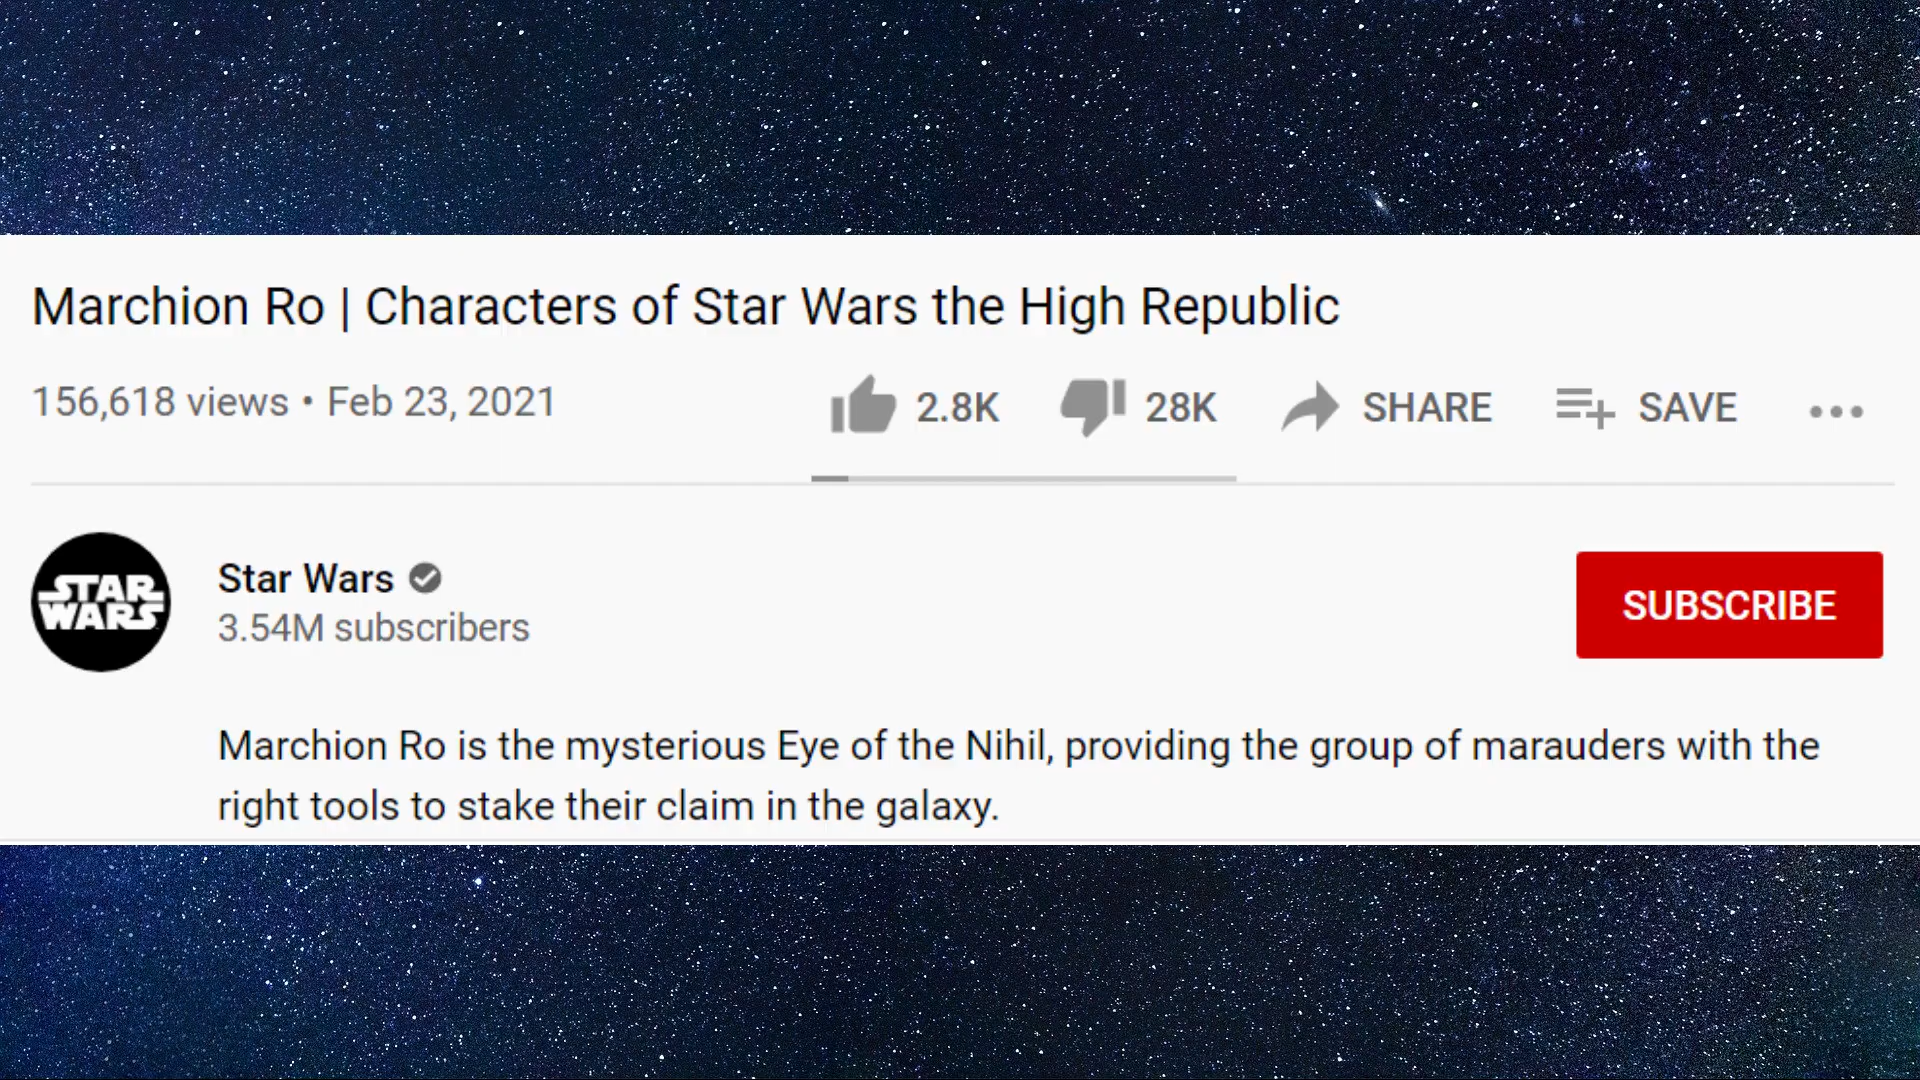 Marchion Ro | Characters of Star Wars the High Republic
156,618 views • Feb 23, 2021
2.8K
28K
SHARE
SAVE
STAR
WARS
Star Wars
3.54M subscribers
SUBSCRIBE
Marchion Ro is the mysterious Eye of the Nihil, providing the group of marauders with the
right tools to stake their claim in the galaxy.